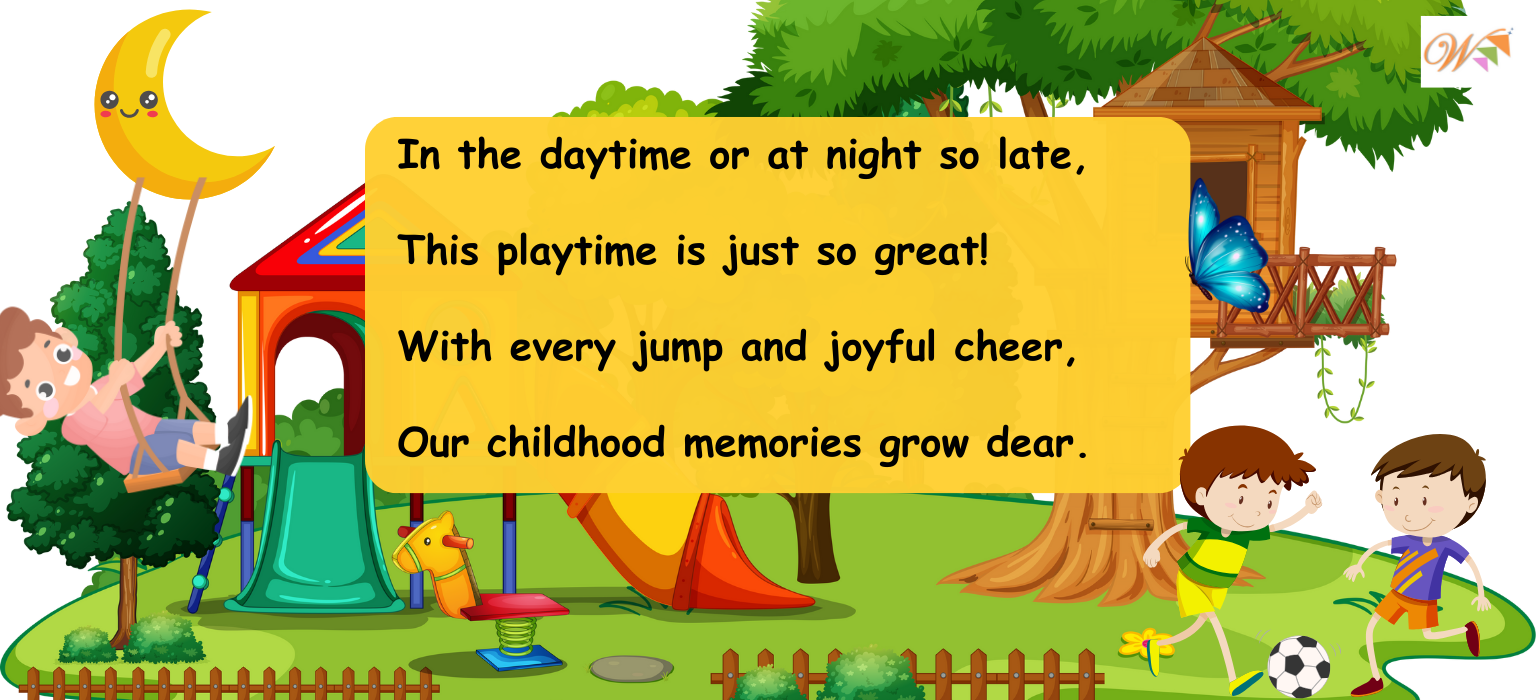 In the daytime or at night so late,
This playtime is just so great!
With every jump and joyful cheer,
Our childhood memories grow dear.
W